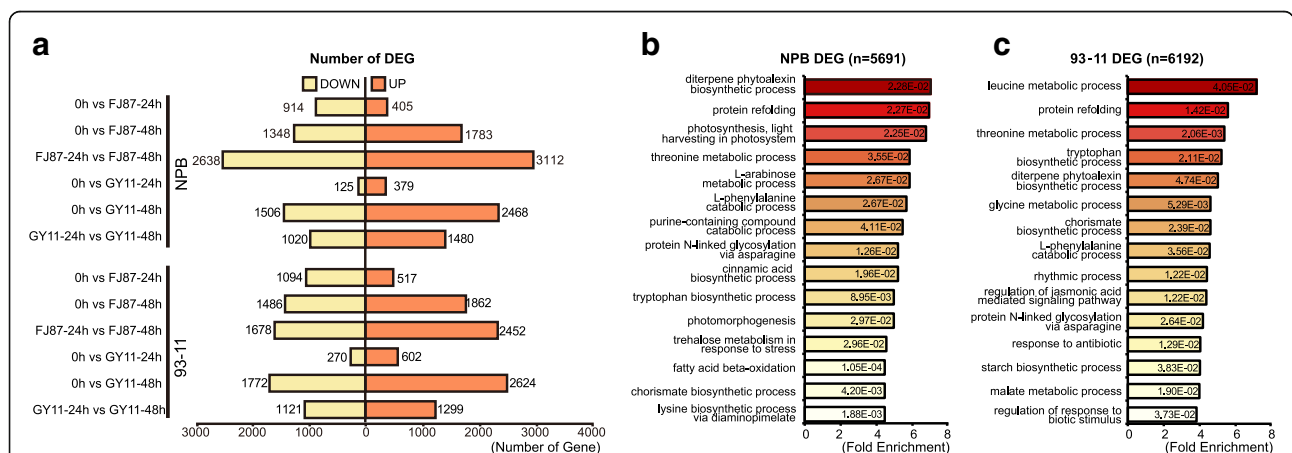 a
Number of DEG
DOWN UP
NPB
0h vs FJ87-24h 914 405
0h vs FJ87-48h 1348 1783
FJ87-24h vs FJ87-48h 2638 3112
0h vs GY11-24h 125 379
0h vs GY11-48h 1506 2468
GY11-24h vs GY11-48h 1020 1480
93-11
0h vs FJ87-24h 1094 517
0h vs FJ87-48h 1486 1862
FJ87-24h vs FJ87-48h 1678 2452
0h vs GY11-24h 270 602
0h vs GY11-48h 1772 2624
GY11-24h vs GY11-48h 1121 1299
3000 2000 1000 0 1000 2000 3000 4000
(Number of Gene)
b
NPB DEG (n=5691)
diterpene phytoalexin
biosynthetic process 2.28E-02
protein refolding 2.27E-02
photosynthesis, light
harvesting in photosystem 2.25E-02
threonine metabolic process 3.55E-02
L-arabinose
metabolic process 2.67E-02
L-phenylalanine
catabolic process 2.67E-02
purine-containing compound
catabolic process 4.11E-02
protein N-linked glycosylation
via asparagine 1.26E-02
cinnamic acid
biosynthetic process 1.96E-02
tryptophan biosynthetic process 8.95E-03
photomorphogenesis 2.97E-02
trehalose metabolism in
response to stress 2.96E-02
fatty acid beta-oxidation 1.05E-04
chorismate biosynthetic process 4.20E-03
lysine biosynthetic process
via diaminopimelate 1.88E-03
0 2 4 6 8
(Fold Enrichment)
c
93-11 DEG (n=6192)
leucine metabolic process 4.05E-02
protein refolding 1.42E-02
threonine metabolic process 2.06E-03
tryptophan
biosynthetic process 2.11E-02
diterpene phytoalexin
biosynthetic process 4.74E-02
glycine metabolic process 5.29E-03
chorismate
biosynthetic process 2.39E-02
L-phenylalanine
catabolic process 3.56E-02
rhythmic process 1.22E-02
regulation of jasmonic acid
mediated signaling pathway 1.22E-02
protein N-linked glycosylation
via asparagine 2.64E-02
response to antibiotic 1.29E-02
starch biosynthetic process 3.83E-02
malate metabolic process 1.90E-02
regulation of response to
biotic stimulus 3.73E-02
0 2 4 6 8
(Fold Enrichment)